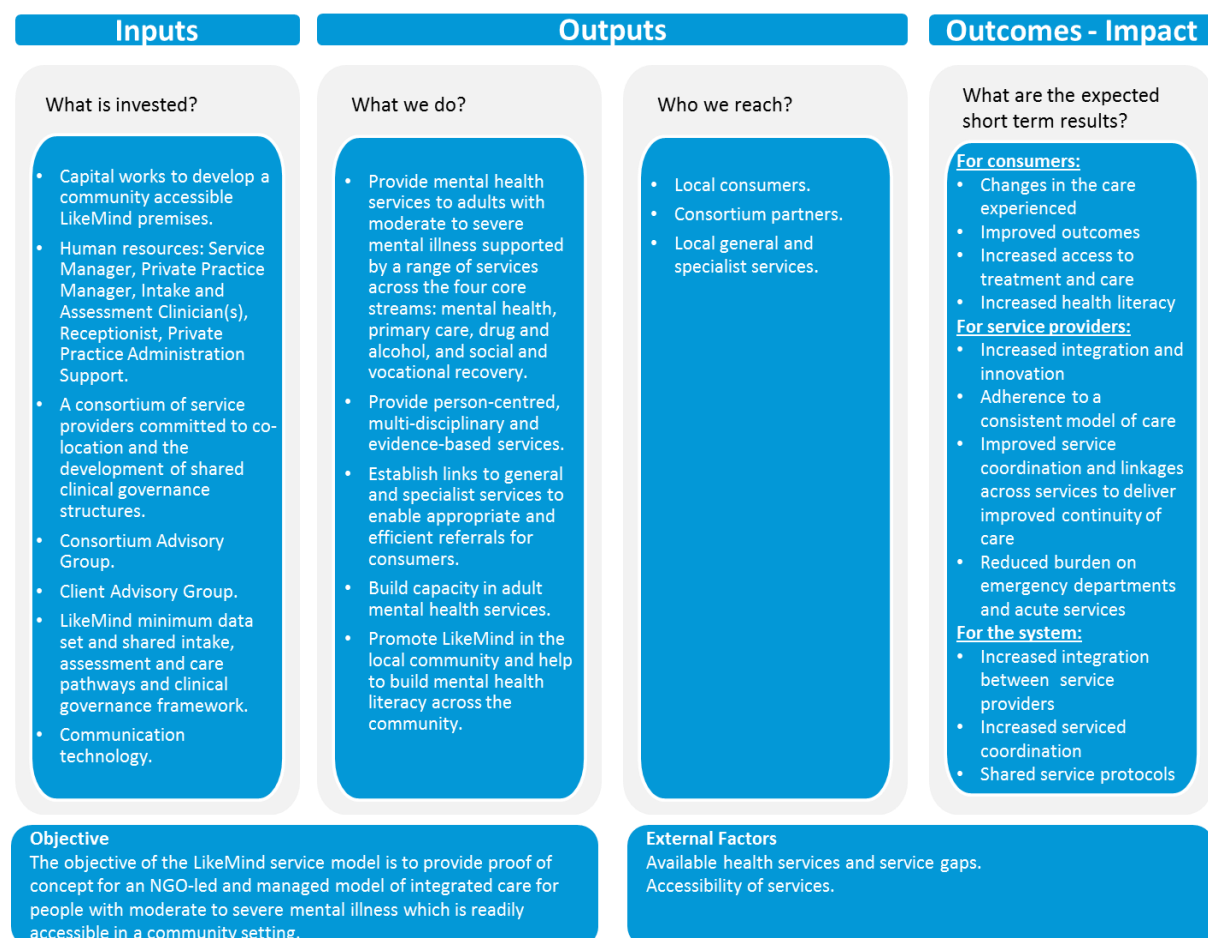 Inputs
Outputs
Outcomes - Impact
What is invested?
• Capital works to develop a
community accessible
LikeMind premises.
• Human resources: Service
Manager, Private Practice
Manager, Intake and
Assessment Clinician(s),
Receptionist, Private
Practice Administration
Support.
• A consortium of service
providers committed to co-
location and the
development of shared
clinical governance
structures.
• Consortium Advisory
Group.
• Client Advisory Group.
• LikeMind minimum data
set and shared intake,
assessment and care
pathways and clinical
governance framework.
• Communication
technology.
What we do?
• Provide mental health
services to adults with
moderate to severe
mental illness supported
by a range of services
across the four core
streams: mental health,
primary care, drug and
alcohol, and social and
vocational recovery.
• Provide person-centred,
multi-disciplinary and
evidence-based services.
• Establish links to general
and specialist services to
enable appropriate and
efficient referrals for
consumers.
• Build capacity in adult
mental health services.
• Promote LikeMind in the
local community and help
to build mental health
literacy across the
community.
Who we reach?
• Local consumers.
• Consortium partners.
• Local general and
specialist services.
What are the expected
short term results?
For consumers:
• Changes in the care
experienced
• Improved outcomes
• Increased access to
treatment and care
• Increased health literacy
For service providers:
• Increased integration and
innovation
• Adherence to a
consistent model of care
• Improved service
coordination and linkages
across services to deliver
improved continuity of
care
• Reduced burden on
emergency departments
and acute services
For the system:
• Increased integration
between service
providers
• Increased serviced
coordination
• Shared service protocols
Objective
The objective of the LikeMind service model is to provide proof of
concept for an NGO-led and managed model of integrated care for
people with moderate to severe mental illness which is readily
accessible in a community setting.
External Factors
Available health services and service gaps.
Accessibility of services.